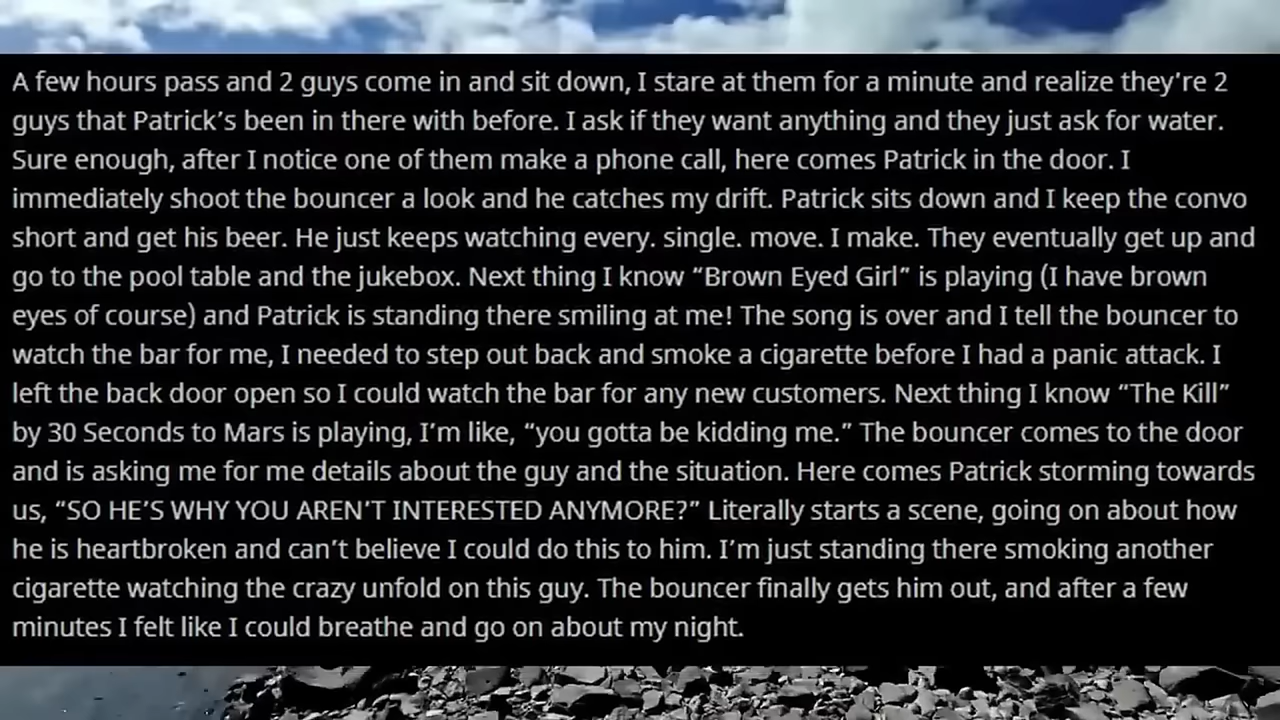 A few hours pass and 2 guys come in and sit down, I stare at them for a minute and realize they're 2
guys that Patrick's been in there with before. I ask if they want anything and they just ask for water.
Sure enough, after I notice one of them make a phone call, here comes Patrick in the door. I
immediately shoot the bouncer a look and he catches my drift. Patrick sits down and I keep the convo
short and get his beer. He just keeps watching every. single. move. I make. They eventually get up and
go to the pool table and the jukebox. Next thing I know “Brown Eyed Girl” is playing (I have brown
eyes of course) and Patrick is standing there smiling at me! The song is over and I tell the bouncer to
watch the bar for me, I needed to step out back and smoke a cigarette before I had a panic attack. I
left the back door open so I could watch the bar for any new customers. Next thing I know “The Kill”
by 30 Seconds to Mars is playing, I'm like, “you gotta be kidding me.” The bouncer comes to the door
and is asking me for me details about the guy and the situation. Here comes Patrick storming towards
us, “SO HE'S WHY YOU AREN'T INTERESTED ANYMORE?” Literally starts a scene, going on about how
he is heartbroken and can't believe I could do this to him. I'm just standing there smoking another
cigarette watching the crazy unfold on this guy. The bouncer finally gets him out, and after a few
minutes I felt like I could breathe and go on about my night.